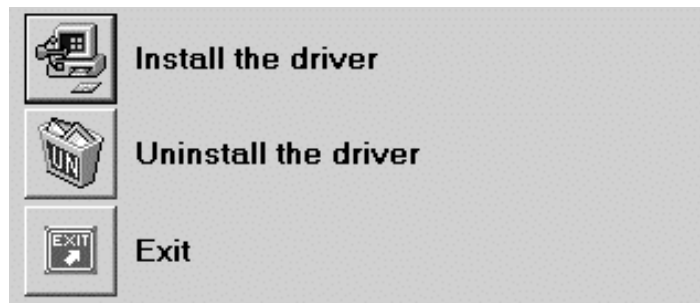 Install the driver
UN
Uninstall the driver
EXIT
Exit